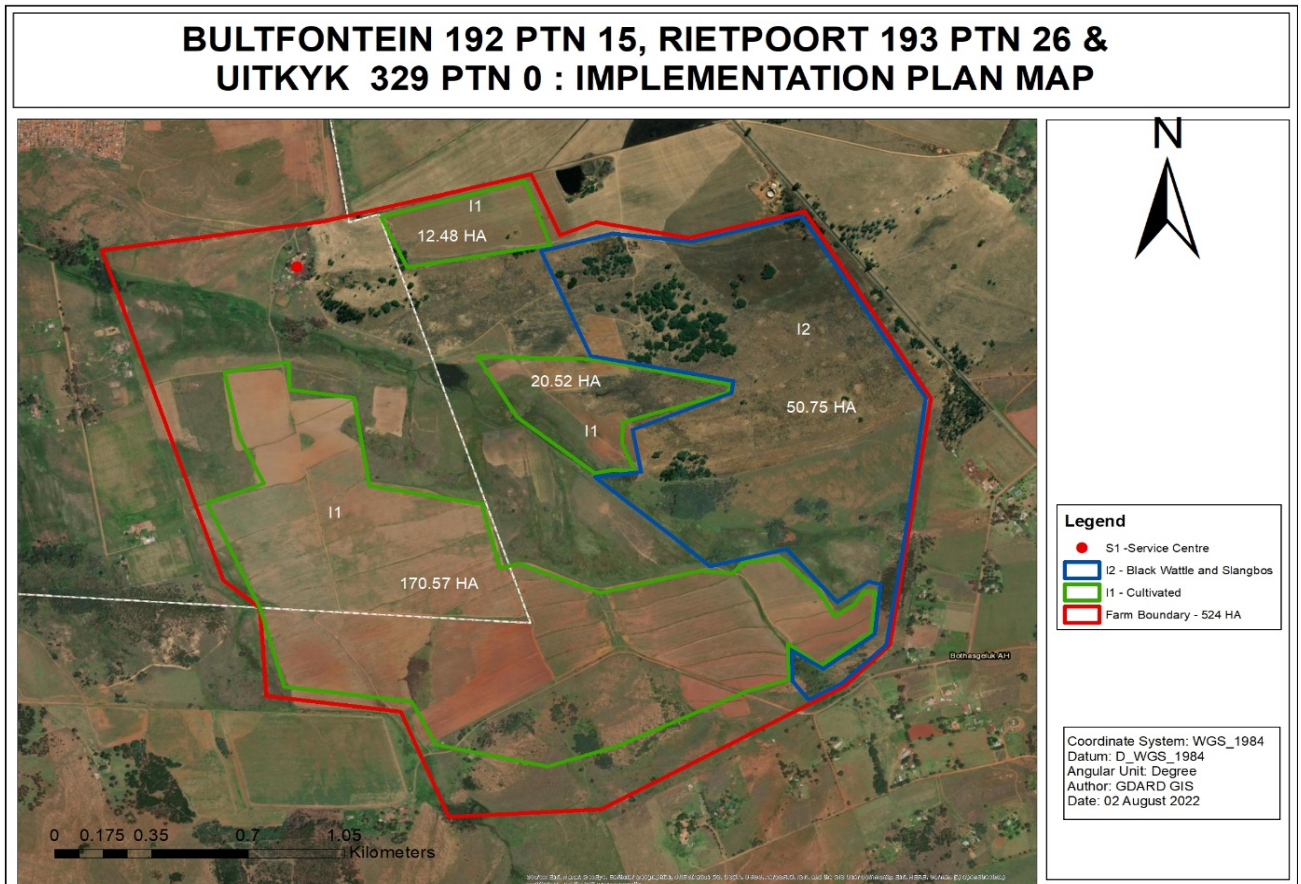 BULTFONTEIN 192 PTN 15, RIETPOORT 193 PTN 26 &
UITKYK 329 PTN 0 : IMPLEMENTATION PLAN MAP
N
I1
12.48 HA
I2
20.52 HA
50.75 HA
I1
I1
170.57 HA
Bothasgeluk AH
Legend
S1 -Service Centre
I2 - Black Wattle and Slangbos
I1 - Cultivated
Farm Boundary - 524 HA
Coordinate System: WGS_1984
Datum: D_WGS_1984
Angular Unit: Degree
Author: GDARD GIS
Date: 02 August 2022
0 0.175 0.35 0.7 1.05
Kilometers